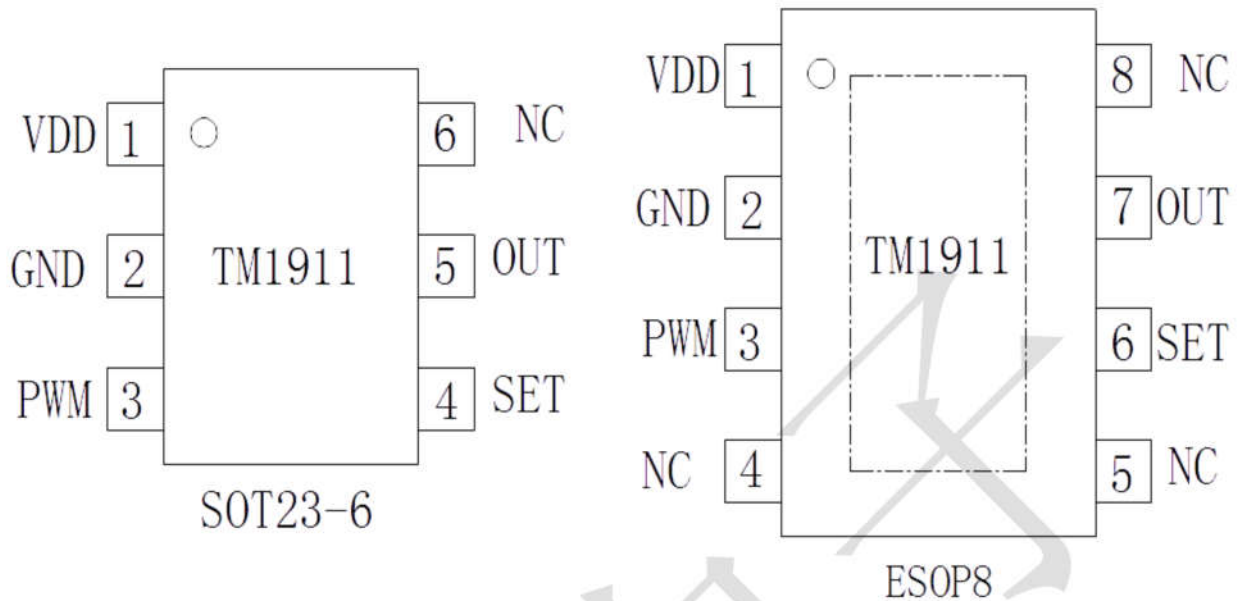 VDD 1 6 NC
GND 2 TM1911 5 OUT
PWM 3 4 SET
SOT23-6
VDD 1 8 NC
GND 2 7 OUT
TM1911
PWM 3 6 SET
NC 4 5 NC
ESOP8